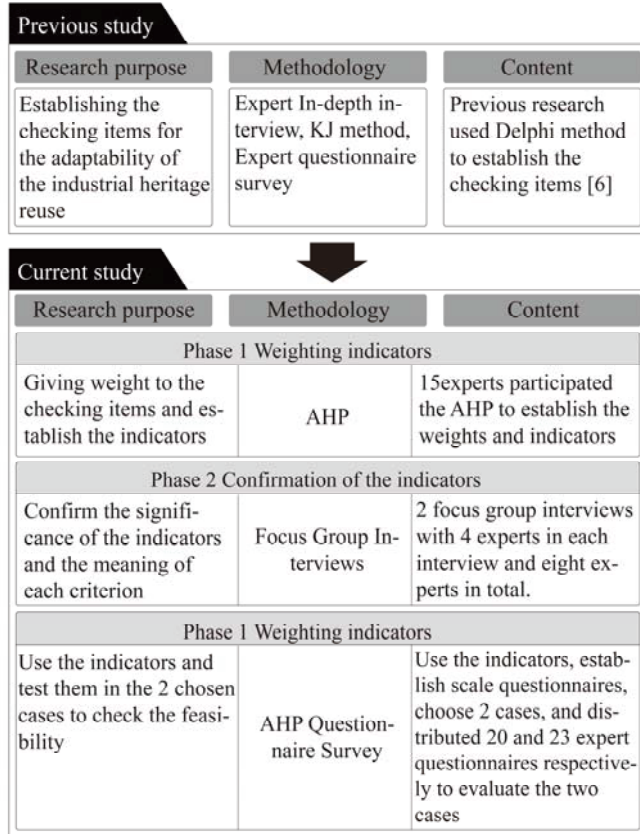 Previous study
Research purpose
Methodology
Content
Establishing the
checking items for
the adaptability of
the industrial heritage
reuse
Expert In-depth in-
terview, KJ method,
Expert questionnaire
survey
Previous research
used Delphi method
to establish the
checking items [6]
Current study
Research purpose
Methodology
Content
Phase 1 Weighting indicators
Giving weight to the
checking items and es-
tablish the indicators
AHP
15experts participated
the AHP to establish the
weights and indicators
Phase 2 Confirmation of the indicators
Confirm the signifi-
cance of the indicators
and the meaning of
each criterion
Focus Group In-
terviews
2 focus group interviews
with 4 experts in each
interview and eight ex-
perts in total.
Phase 1 Weighting indicators
Use the indicators and
test them in the 2 chosen
cases to check the feasi-
bility
AHP Question-
naire Survey
Use the indicators, estab-
lish scale questionnaires,
choose 2 cases, and dis-
tributed 20 and 23 expert
questionnaires respective-
ly to evaluate the two
cases